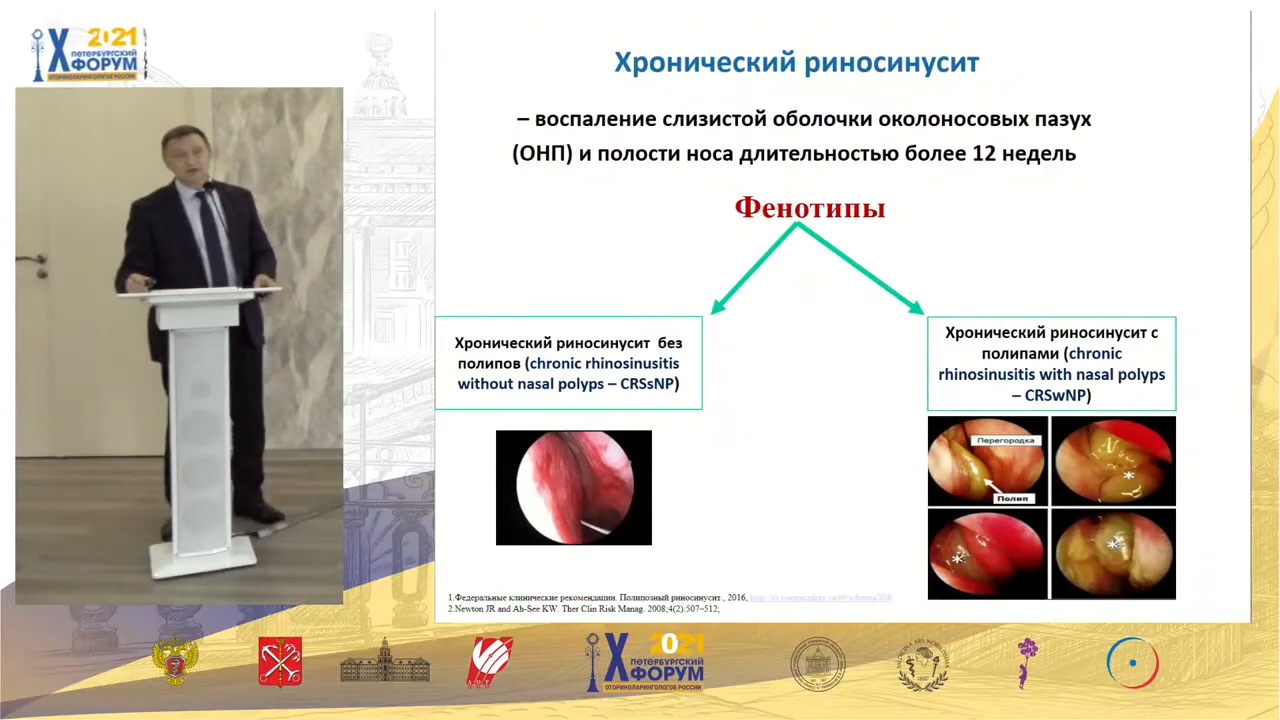 X 2021
ПЕТЕРБУРГСКИЙ
ФОРУМ
ОТОРИНОЛАРИНГОЛОГОВ РОССИИ
Хронический риносинусит
– воспаление слизистой оболочки околоносовых пазух
(ОНП) и полости носа длительностью более 12 недель
Фенотипы
Хронический риносинусит без
полипов (chronic rhinosinusitis
without nasal polyps – CRSsNP)
Хронический риносинусит с
полипами (chronic
rhinosinusitis with nasal polyps
– CRSwNP)
Перегородка
Полип
*
*
*
1.Федеральные клинические рекомендации. Полипозный риносинусит., 2016,
2.Newton JR and Ah-See KW. Ther Clin Risk Manag. 2008;4(2):507–512;
X 2021
ПЕТЕРБУРГСКИЙ
ФОРУМ
ОТОРИНОЛАРИНГОЛОГОВ РОССИИ